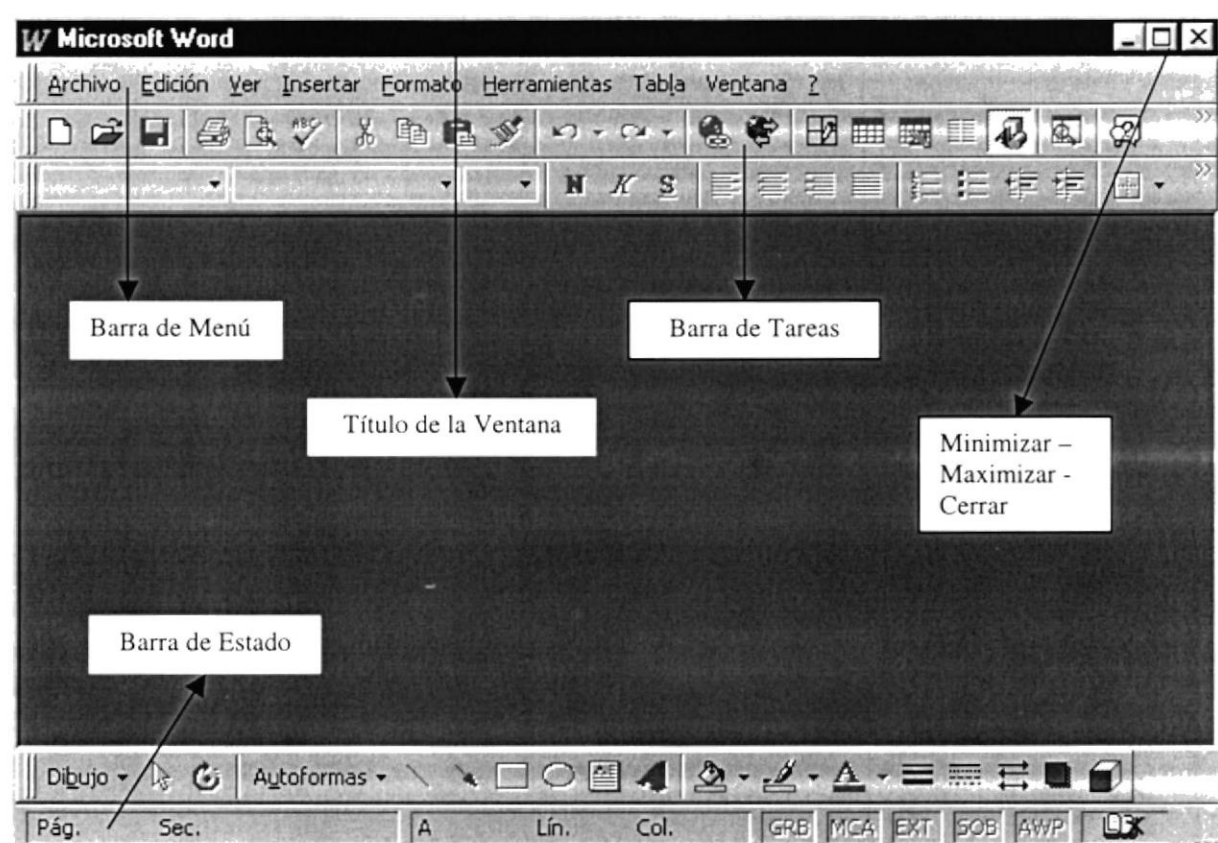 W Microsoft Word
Archivo Edición Ver Insertar Formato Herramientas Tabla Ventana ?
ABC
N K S
Barra de Menú
Barra de Tareas
Título de la Ventana
Minimizar –
Maximizar -
Cerrar
Barra de Estado
Dibujo Autoformas A
Pág. Sec. A Lín. Col. GRB MCA EXT SOB AWP